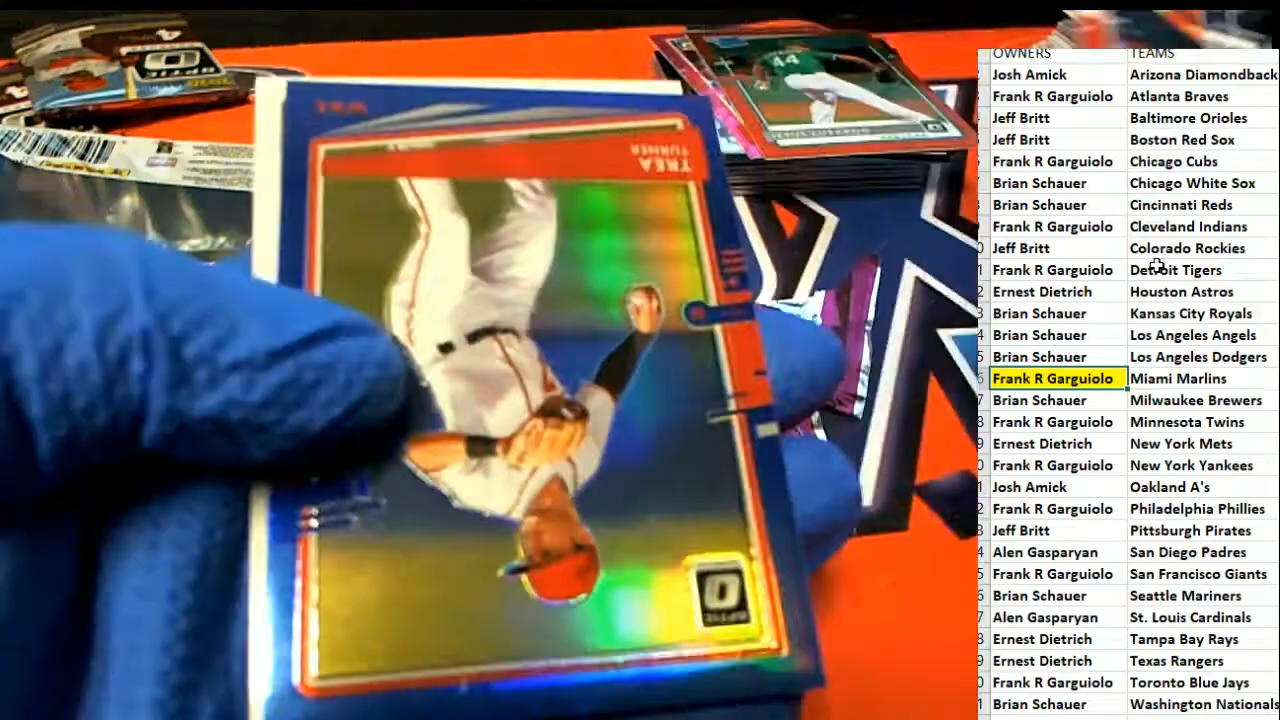 OWNERS TEAMS
Josh Amick Arizona Diamondback
Frank R Garguiolo Atlanta Braves
Jeff Britt Baltimore Orioles
Jeff Britt Boston Red Sox
Frank R Garguiolo Chicago Cubs
Brian Schauer Chicago White Sox
Brian Schauer Cincinnati Reds
Frank R Garguiolo Cleveland Indians
Jeff Britt Colorado Rockies
Frank R Garguiolo Detroit Tigers
Ernest Dietrich Houston Astros
Brian Schauer Kansas City Royals
Brian Schauer Los Angeles Angels
Brian Schauer Los Angeles Dodgers
Frank R Garguiolo Miami Marlins
Brian Schauer Milwaukee Brewers
Frank R Garguiolo Minnesota Twins
Ernest Dietrich New York Mets
Frank R Garguiolo New York Yankees
Josh Amick Oakland A's
Frank R Garguiolo Philadelphia Phillies
Jeff Britt Pittsburgh Pirates
Alen Gasparyan San Diego Padres
Frank R Garguiolo San Francisco Giants
Brian Schauer Seattle Mariners
Alen Gasparyan St. Louis Cardinals
Ernest Dietrich Tampa Bay Rays
Ernest Dietrich Texas Rangers
Frank R Garguiolo Toronto Blue Jays
Brian Schauer Washington Nationals
TREA
TURNER
O
OPTIC
44
OPTIC